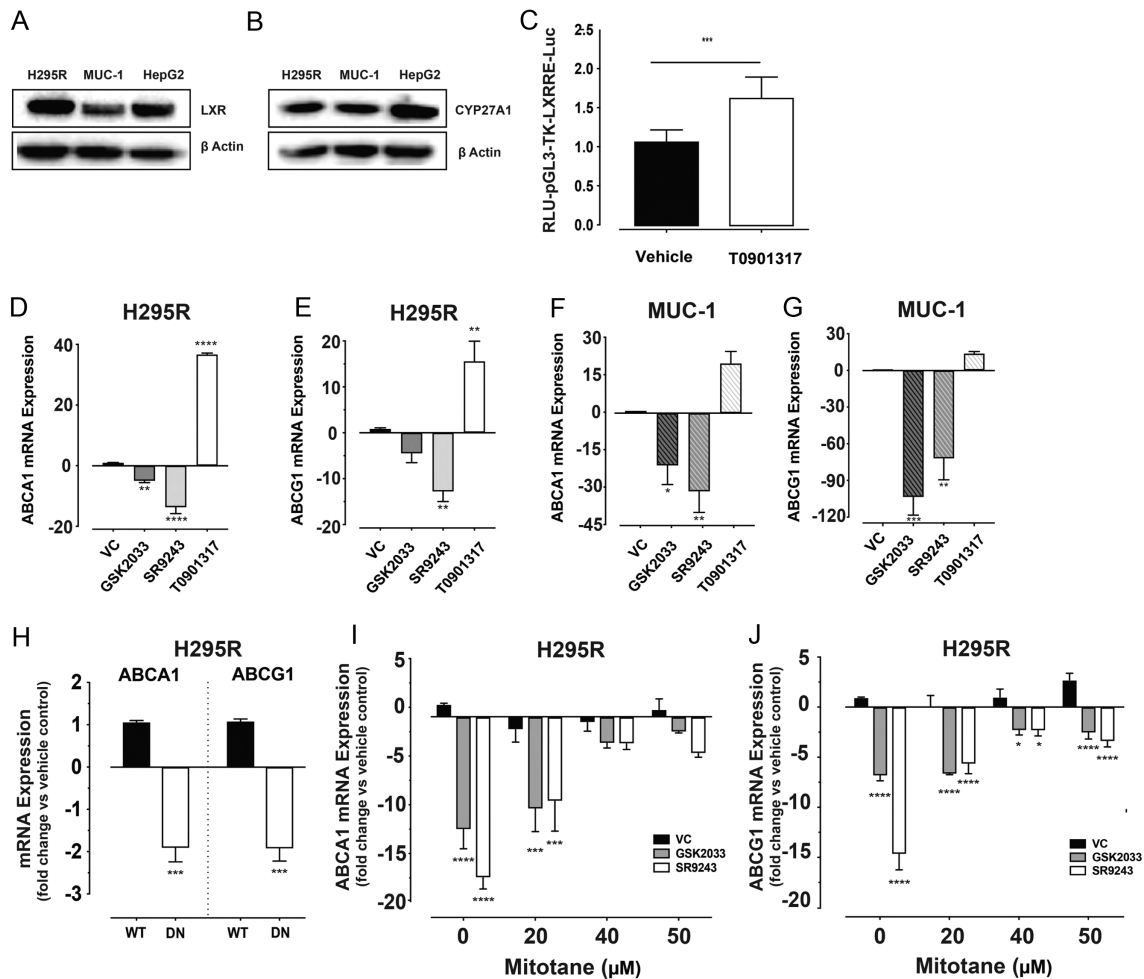 A
H295R MUC-1 HepG2
LXR
β Actin
B
H295R MUC-1 HepG2
CYP27A1
β Actin
C
RLU-pGL3-TK-LXRRE-Luc
2.5
2.0
1.5
1.0
0.5
0.0
***
Vehicle T0901317
D
H295R
ABCA1 mRNA Expression
40
20
0
-20
**
****
****
VC
GSK2033
SR9243
T0901317
E
H295R
ABCG1 mRNA Expression
20
10
0
-10
-20
**
**
VC
GSK2033
SR9243
T0901317
F
MUC-1
ABCA1 mRNA Expression
30
15
0
-15
-30
-45
*
**
VC
GSK2033
SR9243
T0901317
G
MUC-1
ABCG1 mRNA Expression
30
0
-30
-60
-90
-120
***
**
VC
GSK2033
SR9243
T0901317
H
H295R
ABCA1 ABCG1
mRNA Expression
(fold change vs vehicle control)
2
1
0
-1
-2
-3
*** ***
WT DN WT DN
I
H295R
ABCA1 mRNA Expression
(fold change vs vehicle control)
5
0
-5
-10
-15
-20
****
****
*** ***
VC
GSK2033
SR9243
0 20 40 50
Mitotane (µM)
J
H295R
ABCG1 mRNA Expression
(fold change vs vehicle control)
5
0
-5
-10
-15
-20
****
****
**** ****
* *
**** ****
VC
GSK2033
SR9243
0 20 40 50
Mitotane (µM)